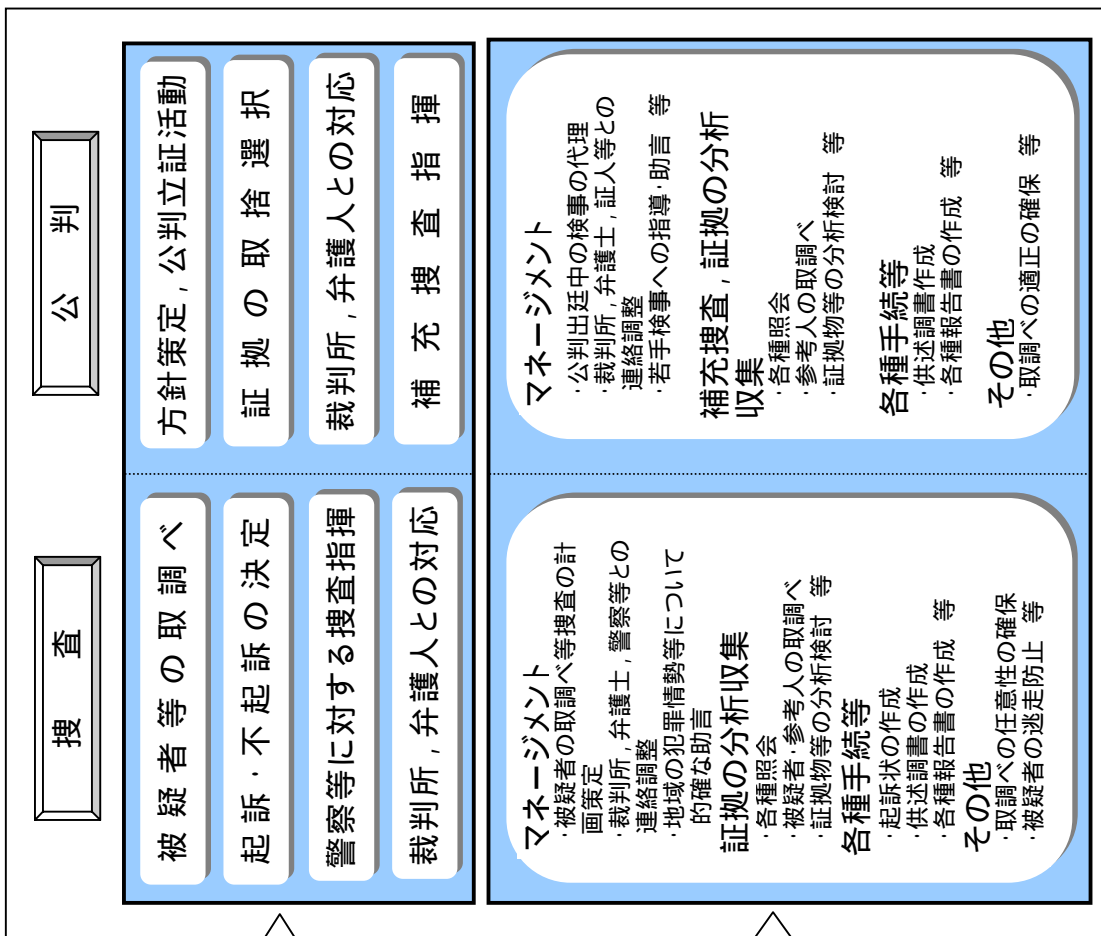 捜 査
被疑者等の取調べ
起訴・不起訴の決定
警察等に対する捜査指揮
裁判所,弁護人との対応
マネージメント
・被疑者の取調べ等捜査の計
画策定
・裁判所,弁護士,警察等との
連絡調整
・地域の犯罪情勢等について
的確な助言
証拠の分析収集
・各種照会
・被疑者・参考人の取調べ
・証拠物等の分析検討 等
各種手続等
・起訴状の作成
・供述調書の作成
・各種報告書の作成 等
その他
・取調べの任意性の確保
・被疑者の逃走防止 等
公 判
方針策定,公判立証活動
証拠の取捨選択
裁判所,弁護人との対応
補充捜査指揮
マネージメント
・公判出廷中の検事の代理
・裁判所,弁護士,証人等との
連絡調整
・若手検事への指導・助言 等
補充捜査,証拠の分析
収集
・各種照会
・参考人の取調べ
・証拠物等の分析検討 等
各種手続等
・供述調書作成
・各種報告書の作成 等
その他
・取調べの適正の確保 等